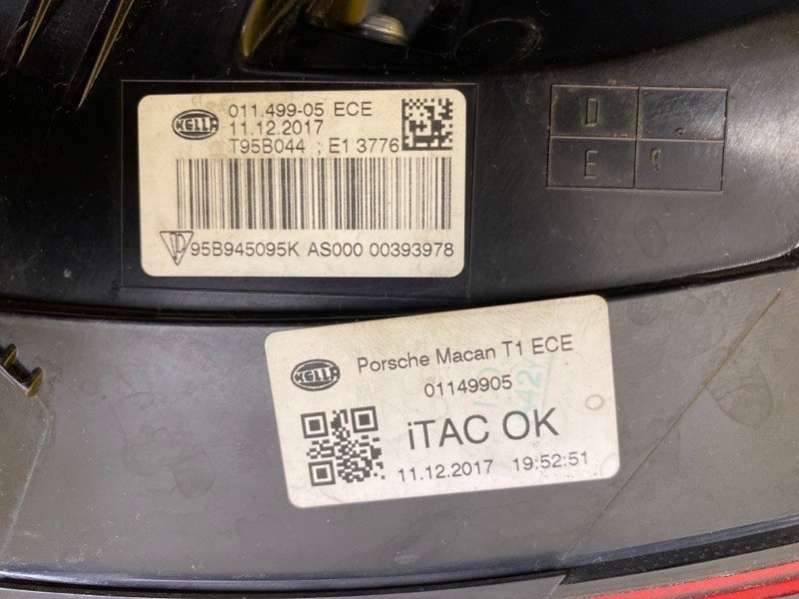 HELLA
011.499-05 ECE
11.12.2017
T95B044 ; E1 3776
95B945095K AS000 00393978
D
E
HELLA
Porsche Macan T1 ECE
01149905
iTAC OK
11.12.2017 19:52:51